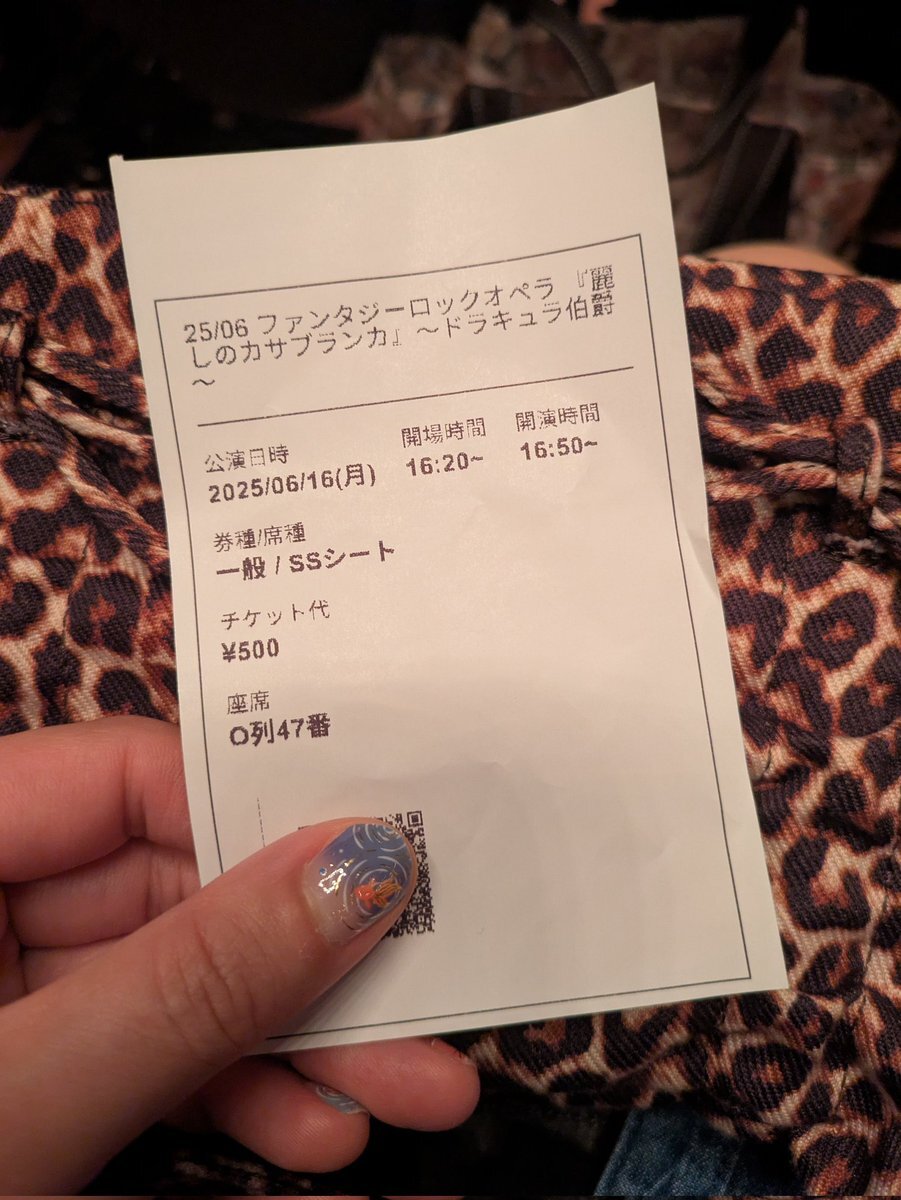 25/06 ファンタジーロックオペラ 『麗
しのカサブランカ』～ドラキュラ伯爵
～
公演日時
2025/06/16(月)
開場時間
16:20~
開演時間
16:50~
券種/席種
一般 / SSシート
チケット代
¥500
座席
O列47番